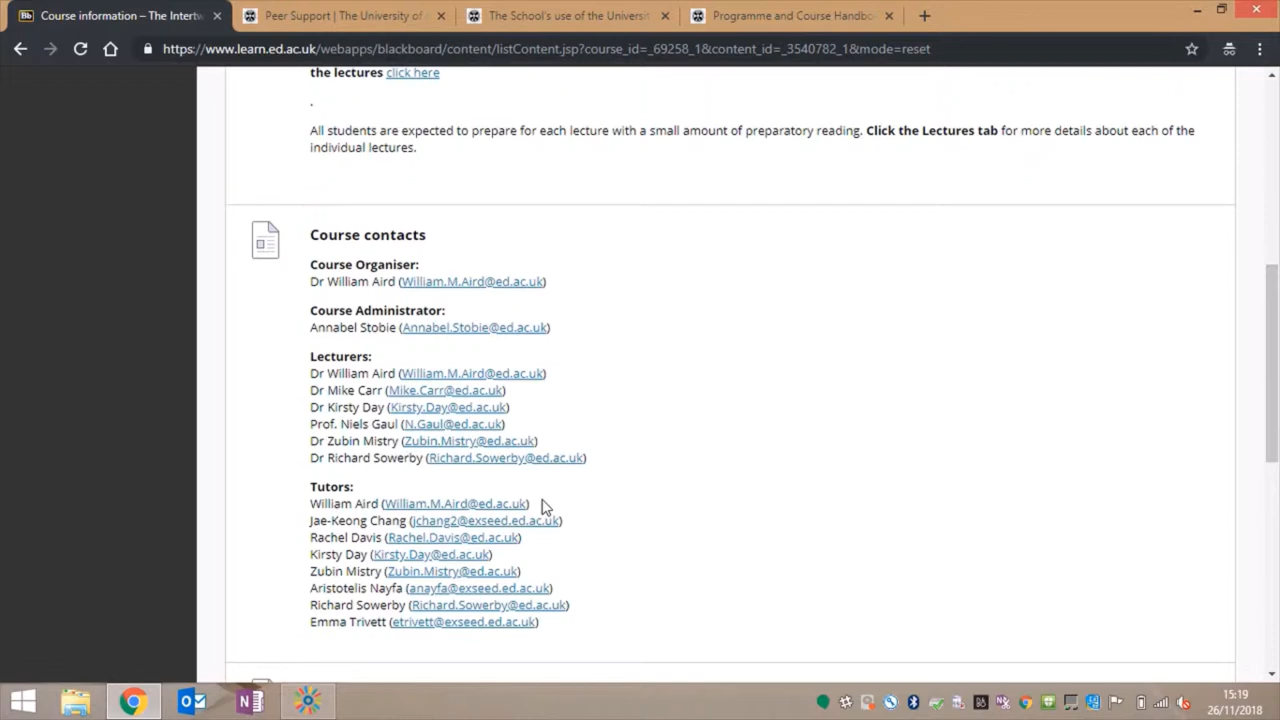 Course information – The Intertw
Peer Support | The University of
The School's use of the Universit
Programme and Course Handbo
https://www.learn.ed.ac.uk/webapps/blackboard/content/listContent.jsp?course_id=_69258_1&content_id=_3540782_1&mode=reset
the lectures click here
.
All students are expected to prepare for each lecture with a small amount of preparatory reading. Click the Lectures tab for more details about each of the
individual lectures.
Course contacts
Course Organiser:
Dr William Aird (William.M.Aird@ed.ac.uk)
Course Administrator:
Annabel Stobie (Annabel.Stobie@ed.ac.uk)
Lecturers:
Dr William Aird (William.M.Aird@ed.ac.uk)
Dr Mike Carr (Mike.Carr@ed.ac.uk)
Dr Kirsty Day (Kirsty.Day@ed.ac.uk)
Prof. Niels Gaul (N.Gaul@ed.ac.uk)
Dr Zubin Mistry (Zubin.Mistry@ed.ac.uk)
Dr Richard Sowerby (Richard.Sowerby@ed.ac.uk)
Tutors:
William Aird (William.M.Aird@ed.ac.uk)
Jae-Keong Chang (jchang2@exseed.ed.ac.uk)
Rachel Davis (Rachel.Davis@ed.ac.uk)
Kirsty Day (Kirsty.Day@ed.ac.uk)
Zubin Mistry (Zubin.Mistry@ed.ac.uk)
Aristotelis Nayfa (anayfa@exseed.ed.ac.uk)
Richard Sowerby (Richard.Sowerby@ed.ac.uk)
Emma Trivett (etrivett@exseed.ed.ac.uk)
15:19
26/11/2018